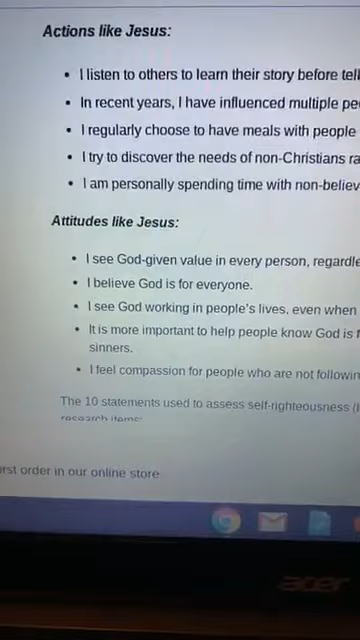 Actions like Jesus:
• I listen to others to learn their story before tell
• In recent years, I have influenced multiple pe
• I regularly choose to have meals with people
• I try to discover the needs of non-Christians ra
• I am personally spending time with non-believ
Attitudes like Jesus:
• I see God-given value in every person, regardle
• I believe God is for everyone.
• I see God working in people's lives, even when
• It is more important to help people know God is f
sinners.
• I feel compassion for people who are not followin
The 10 statements used to assess self-righteousness (l
research items:
rst order in our online store
acer